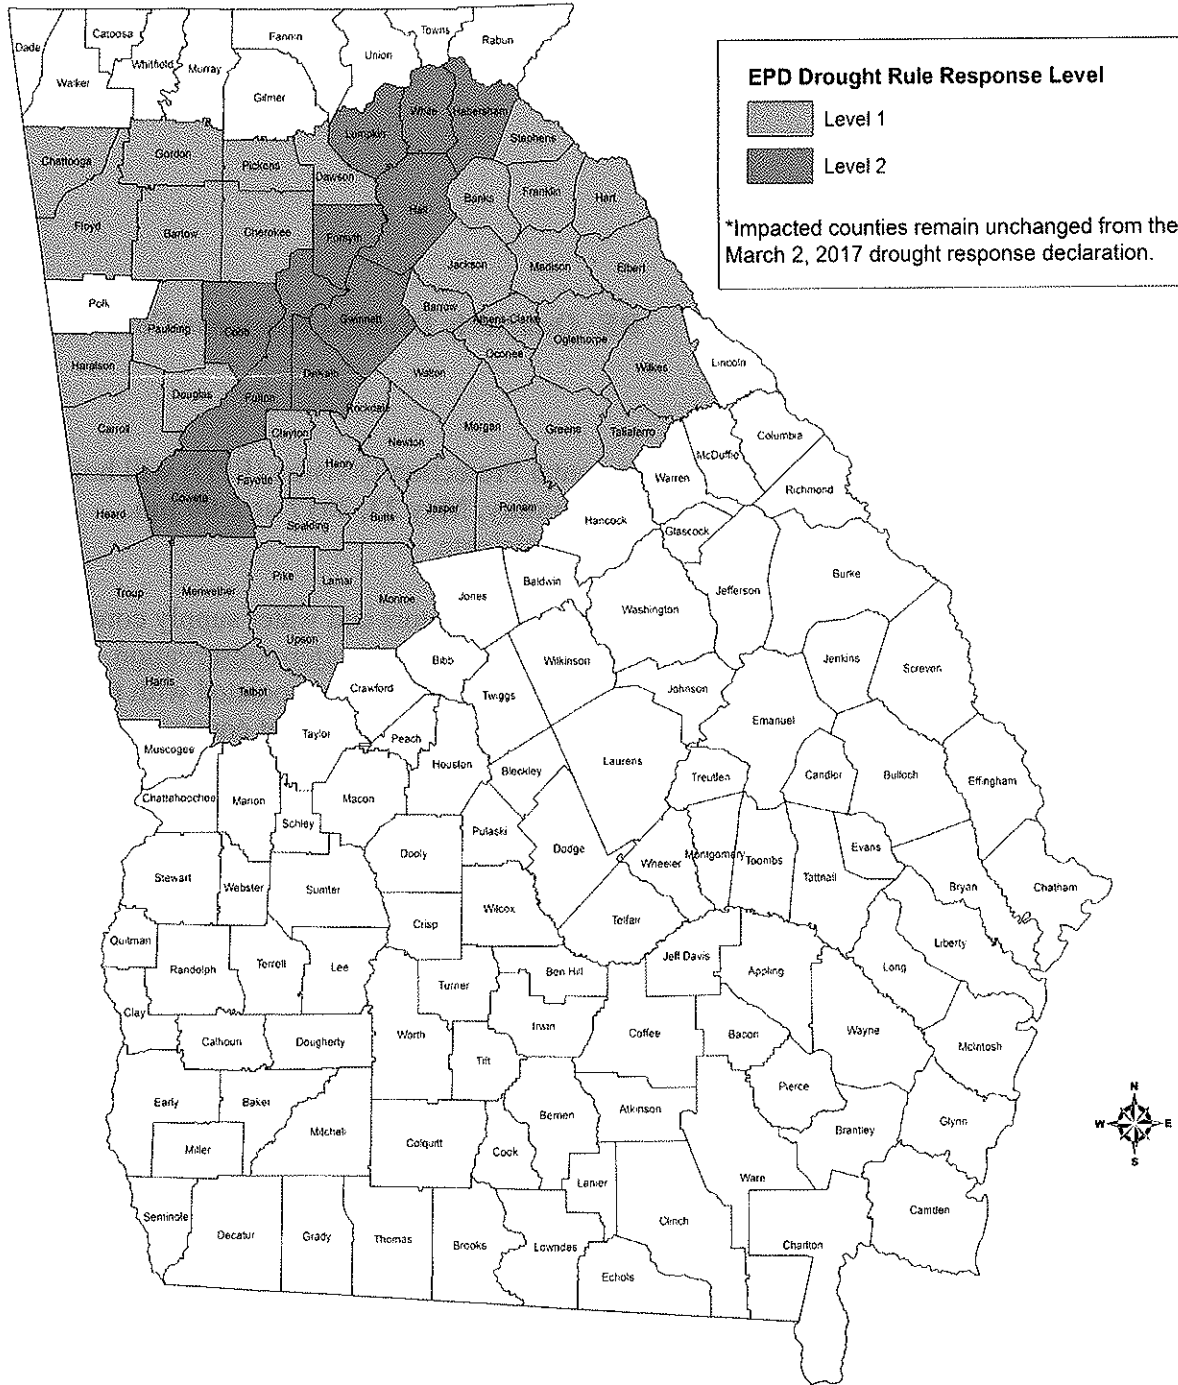 Dade
Catoosa
Whitfield
Murray
Fannin
Union
Towns
Rabun
Walker
Gilmer
EPD Drought Rule Response Level
Level 1
Level 2
*Impacted counties remain unchanged from the
March 2, 2017 drought response declaration.
Lumpkin
White
Habersham
Stephens
Chattooga
Gordon
Pickens
Dawson
Hall
Banks
Franklin
Hart
Floyd
Bartow
Cherokee
Forsyth
Jackson
Madison
Elbert
Polk
Paulding
Cobb
Gwinnett
Barrow
Athens-Clarke
Oconee
Oglethorpe
Wilkes
Lincoln
Haralson
Douglas
Fulton
DeKalb
Walton
Rockdale
Carroll
Clayton
Henry
Newton
Morgan
Greene
Taliaferro
Warren
McDuffie
Columbia
Richmond
Heard
Coweta
Fayette
Spalding
Butts
Jasper
Putnam
Hancock
Glascock
Troup
Meriwether
Pike
Lamar
Monroe
Jones
Baldwin
Washington
Jefferson
Burke
Upson
Harris
Talbot
Crawford
Bibb
Twiggs
Wilkinson
Johnson
Jenkins
Screven
Emanuel
Muscogee
Taylor
Peach
Houston
Bleckley
Laurens
Treutlen
Candler
Bulloch
Effingham
Chattahoochee
Marion
Schley
Macon
Pulaski
Dodge
Wheeler
Montgomery
Toombs
Tattnall
Evans
Bryan
Chatham
Stewart
Webster
Sumter
Dooly
Crisp
Wilcox
Telfair
Quitman
Randolph
Terrell
Lee
Turner
Ben Hill
Jeff Davis
Appling
Long
Liberty
Clay
Calhoun
Dougherty
Worth
Tift
Irwin
Coffee
Bacon
Wayne
McIntosh
Pierce
Early
Baker
Miller
Mitchell
Colquitt
Cook
Berrien
Atkinson
Brantley
Glynn
Lanier
Ware
Clinch
Camden
Seminole
Decatur
Grady
Thomas
Brooks
Lowndes
Echols
Charlton
N
W
E
S